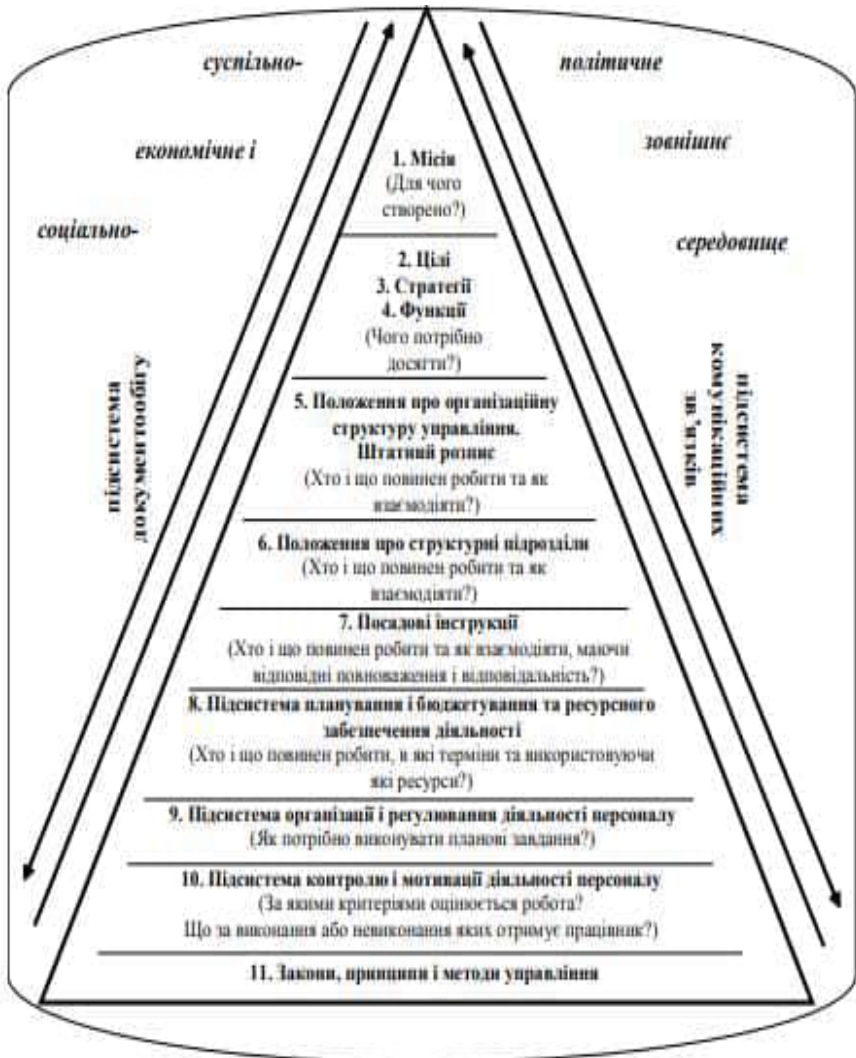 суспільно-
політичне
економічне і
зовнішнє
соціально-
середовище
1. Місія
(Для чого
створено?)
2. Цілі
3. Стратегії
4. Функції
(Чого потрібно
досягти?)
підсистема
документообігу
підсистема
комунікаційних
зв'язків
5. Положення про організаційну
структуру управління.
Штатний розпис
(Хто і що повинен робити та як
взаємодіяти?)
6. Положення про структурні підрозділи
(Хто і що повинен робити та як
взаємодіяти?)
7. Посадові інструкції
(Хто і що повинен робити та як взаємодіяти, маючи
відповідні повноваження і відповідальність?)
8. Підсистема планування і бюджетування та ресурсного
забезпечення діяльності
(Хто і що повинен робити, в які терміни та використовуючи
які ресурси?)
9. Підсистема організації і регулювання діяльності персоналу
(Як потрібно виконувати планові завдання?)
10. Підсистема контролю і мотивації діяльності персоналу
(За якими критеріями оцінюється робота?
Що за виконання або невиконання яких отримує працівник?)
11. Закони, принципи і методи управління